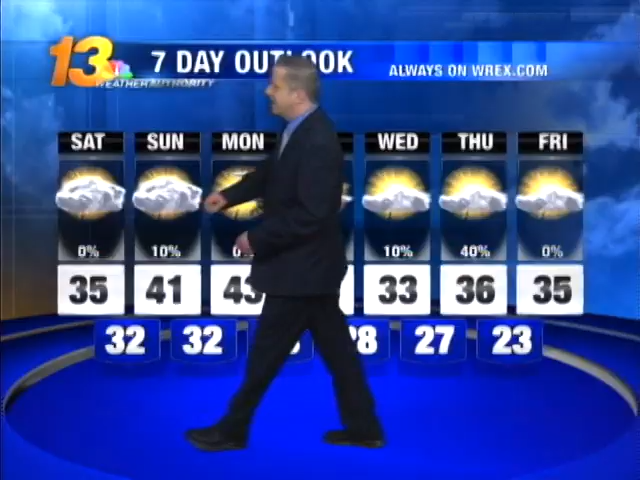 13
WEATHER AUTHORITY
7 DAY OUTLOOK
ALWAYS ON WREX.COM
SAT SUN MON WED THU FRI
0% 10% 10% 40% 0%
35 41 43 33 36 35
32 32 27 23